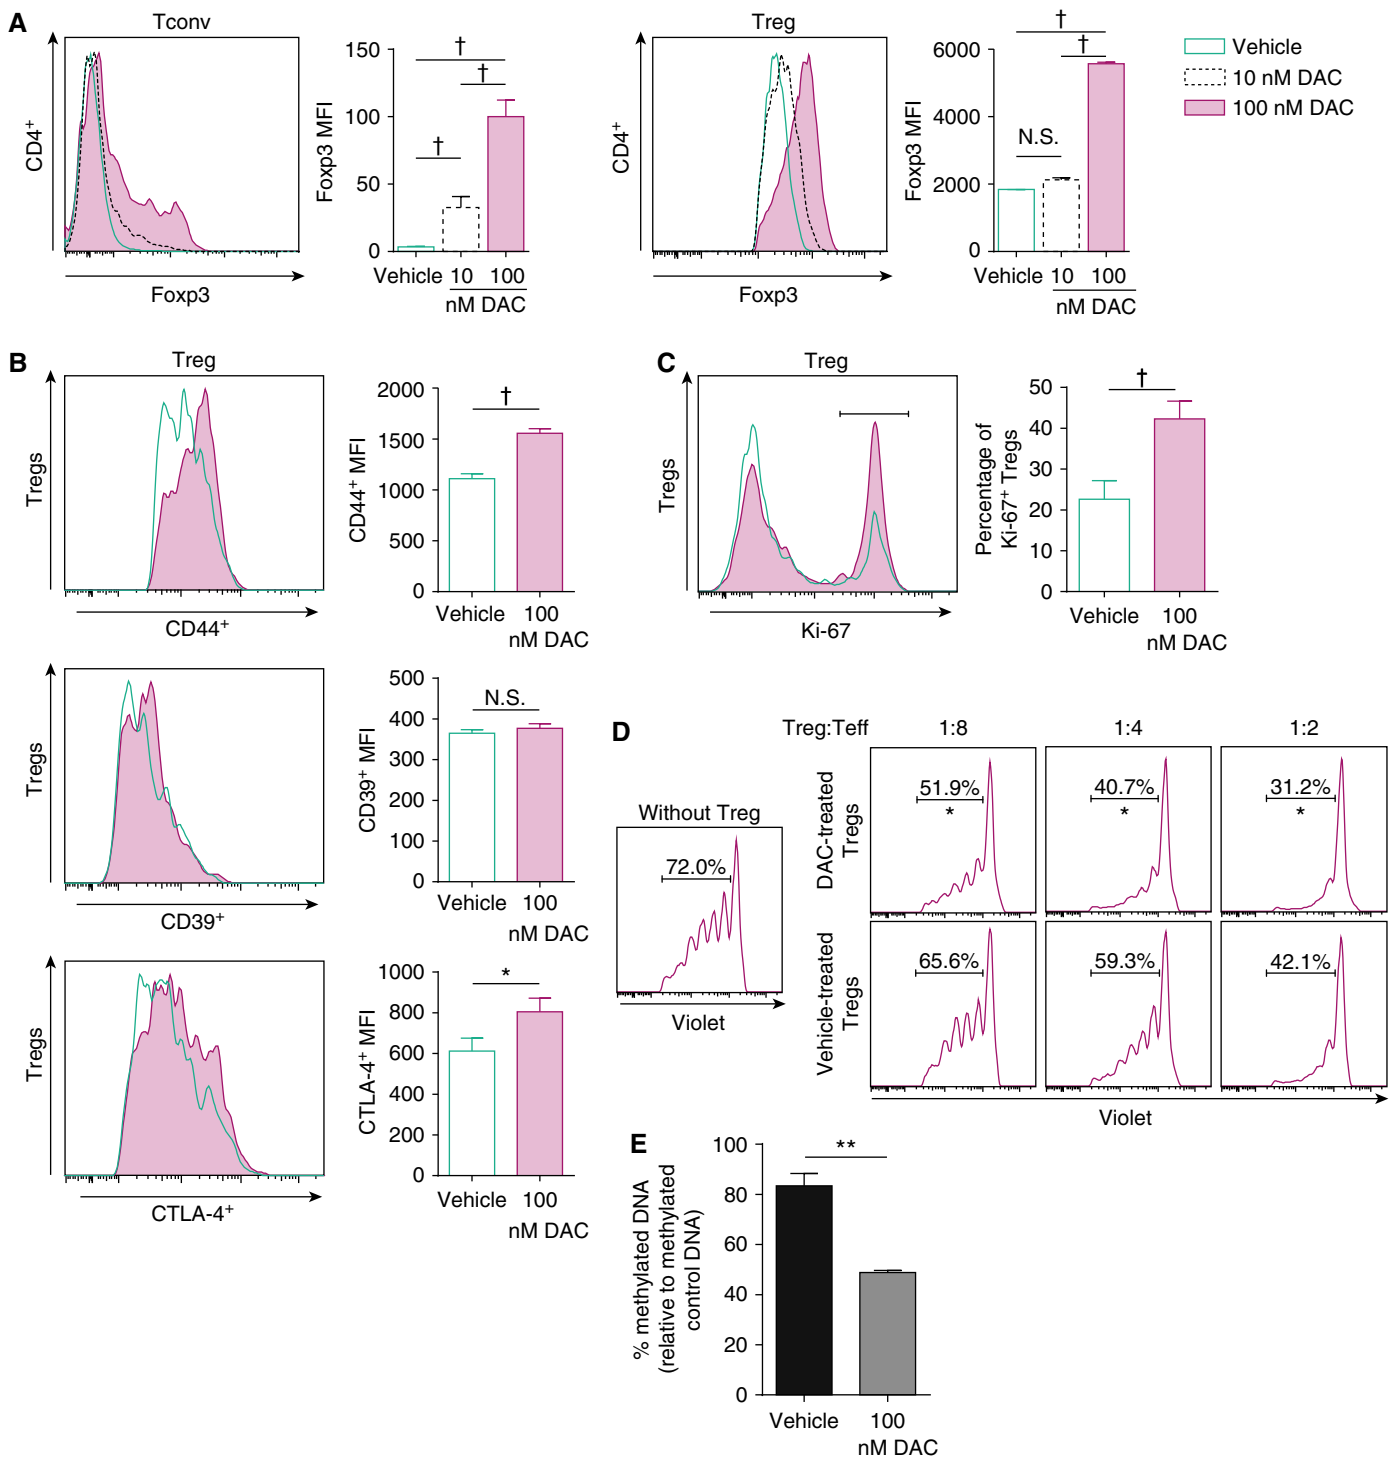 A
Tconv
CD4+
Foxp3
Foxp3 MFI
150
100
50
0
†
†
†
Vehicle
10
100
nM DAC
Treg
CD4+
Foxp3
Foxp3 MFI
6000
4000
2000
0
†
†
N.S.
Vehicle
10
100
nM DAC
Vehicle
10 nM DAC
100 nM DAC
B
Treg
Tregs
CD44+
CD44+ MFI
2000
1500
1000
500
0
†
Vehicle
100
nM DAC
Tregs
CD39+
CD39+ MFI
500
400
300
200
100
0
N.S.
Vehicle
100
nM DAC
Tregs
CTLA-4+
CTLA-4+ MFI
1000
800
600
400
200
0
*
Vehicle
100
nM DAC
C
Treg
Tregs
Ki-67
Percentage of
Ki-67+ Tregs
50
40
30
20
10
0
†
Vehicle
100
nM DAC
D
Treg:Teff
1:8
1:4
1:2
Without Treg
72.0%
Violet
DAC-treated
Tregs
51.9%
*
40.7%
*
31.2%
*
Vehicle-treated
Tregs
65.6%
59.3%
42.1%
Violet
E
% methylated DNA
(relative to methylated
control DNA)
100
80
60
40
20
0
**
Vehicle
100
nM DAC